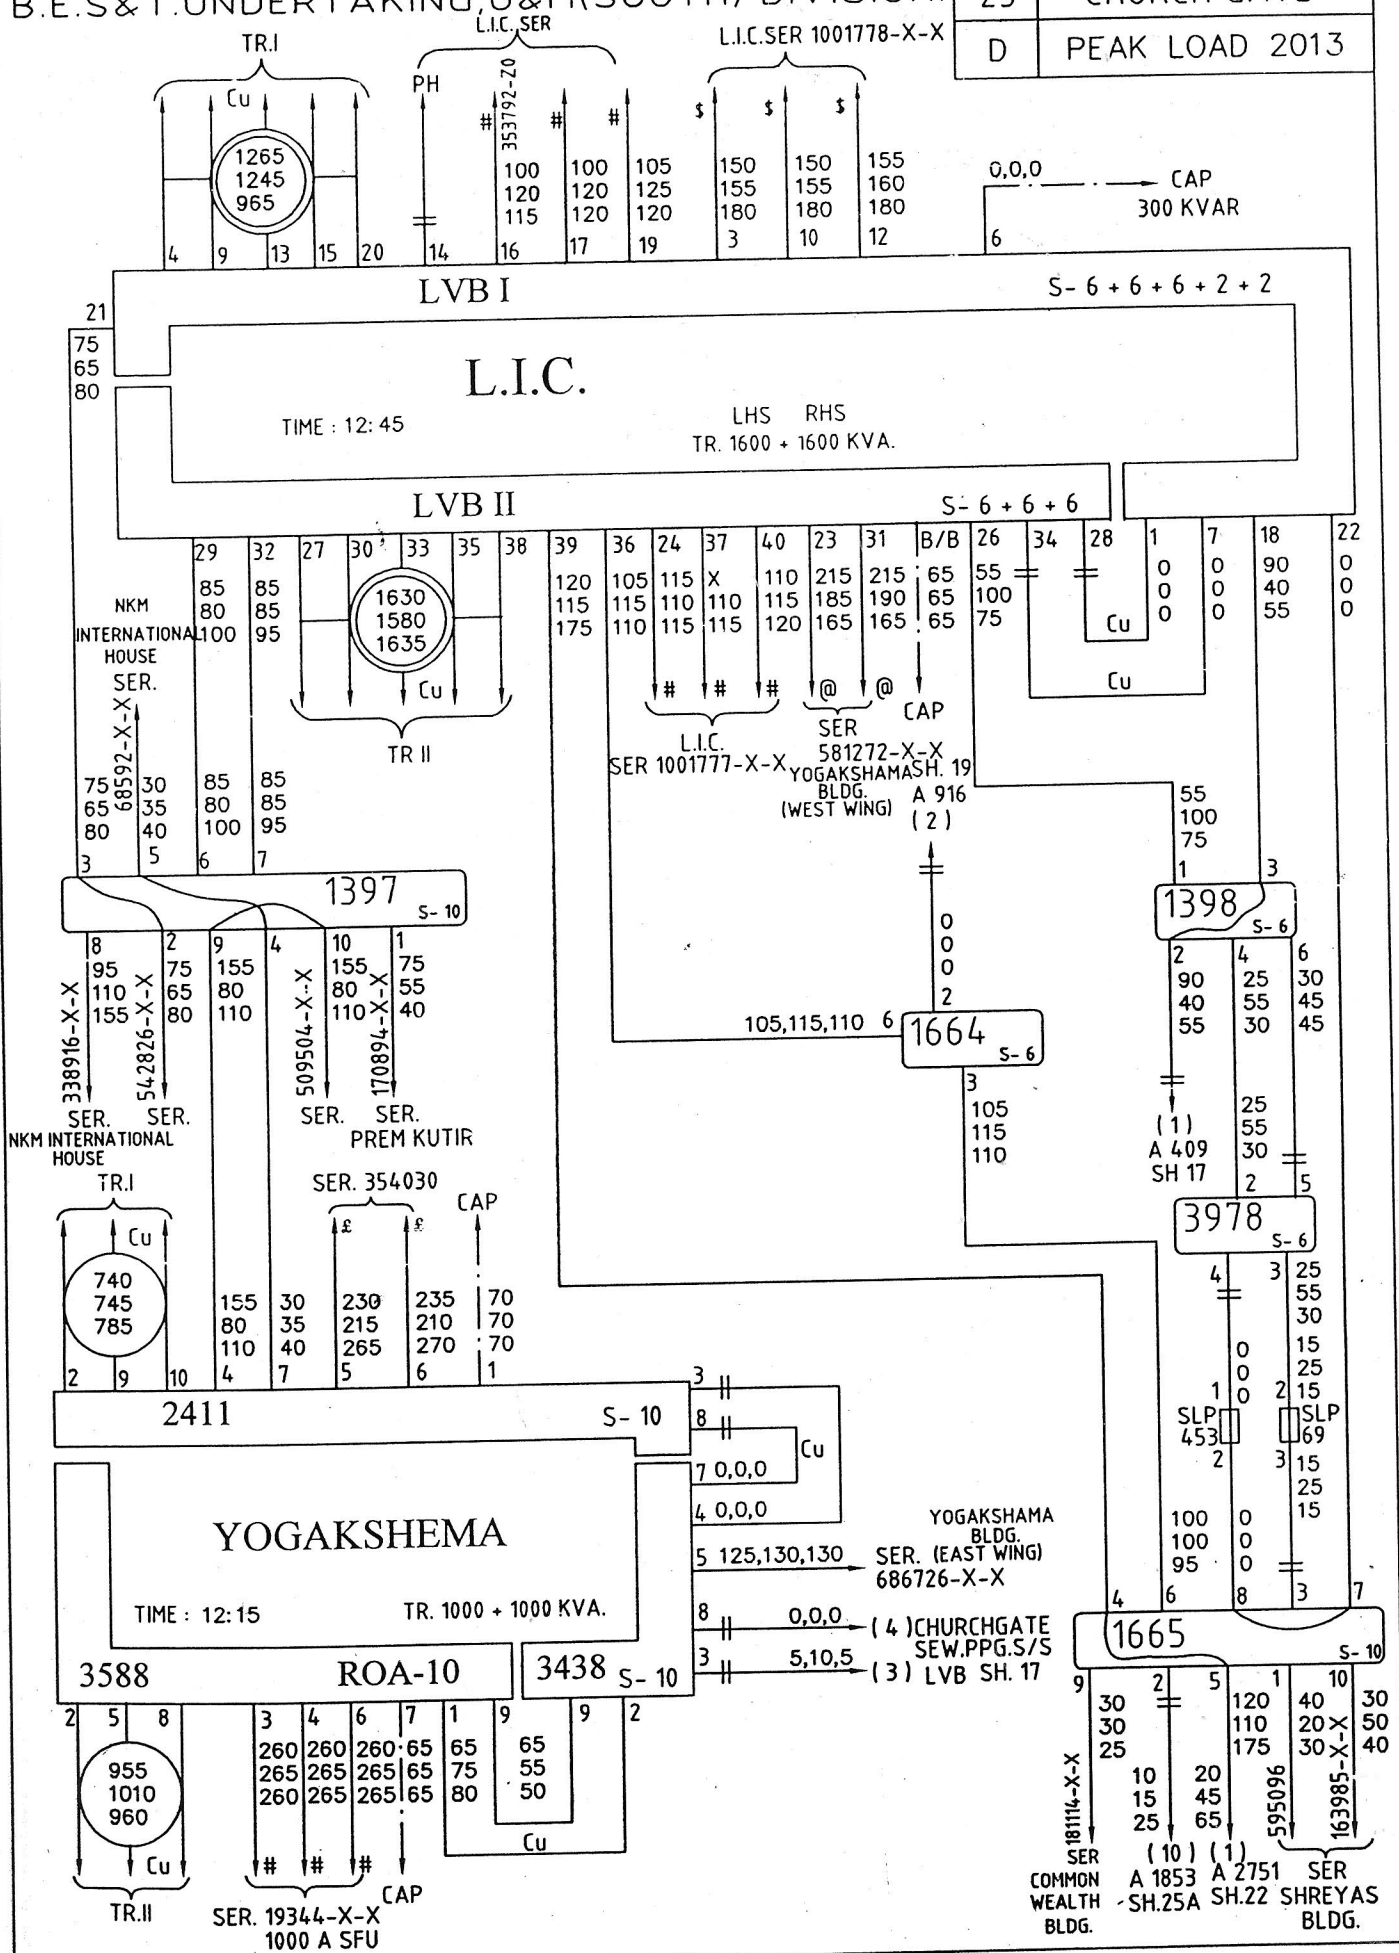 B.E.S & T. UNDERTAKING,
25
D PEAK LOAD 2013
TR.I
Cu
1265
1245
965
PH
L.I.C. SER
353792-Z0
# # #
100 100 105
120 120 125
115 120 120
L.I.C.SER 1001778-X-X
$ $ $
150 150 155
155 155 160
180 180 180
0,0,0
CAP
300 KVAR
4 9 13 15 20 14 16 17 19 3 10 12 6
LVB I
S- 6 + 6 + 6 + 2 + 2
21
75
65
80
L.I.C.
TIME : 12:45
LHS RHS
TR. 1600 + 1600 KVA.
LVB II
S- 6 + 6 + 6
29 32 27 30 33 35 38 39 36 24 37 40 23 31 B/B 26 34 28 1 7 18 22
85 85 120 105 115 X 110 215 215 65 55 0 0 90 0
80 85 115 115 110 110 115 185 190 65 100 0 0 40 0
100 95 175 110 115 115 120 165 165 65 75 0 0 55 0
1630
1580
1635
Cu
TR II
NKM
INTERNATIONAL
HOUSE
SER.
68592-X-X
Cu
Cu
# # # @ @
L.I.C.
SER 1001777-X-X
SER
581272-X-X
YOGAKSHAMA
BLDG.
(WEST WING)
CAP
SH. 19
A 916
( 2 )
75 30 85 85
65 35 80 85
80 40 100 95
3 5 6 7
1397
S- 10
55
100
75
1 3
1398
S- 6
8 2 9 4 10 1
95 75 155 155 75
110 65 80 80 55
155 80 110 110 40
338916-X-X
542826-X-X
509504-X-X
170894-X-X
SER. SER. SER. SER.
NKM INTERNATIONAL
HOUSE
PREM KUTIR
0
0
0
2
105,115,110 6
1664
S- 6
3
105
115
110
2 4 6
90 25 30
40 55 45
55 30 45
( 1 )
A 409
SH 17
25
55
30
2 5
3978
S- 6
4 3
25
55
30
0 15
0 25
0 15
1 2
SLP
453
SLP
69
2 3
15
25
15
100 0
100 0
95 0
TR.I
Cu
740
745
785
SER. 354030
£ £
CAP
155 30 230 235 70
80 35 215 210 70
110 40 265 270 70
2 9 10 4 7 5 6 1
2411
S- 10
3
8
Cu
7 0,0,0
4 0,0,0
5 125,130,130
YOGAKSHAMA
BLDG.
SER. (EAST WING)
686726-X-X
8 0,0,0 ( 4 ) CHURCHGATE
SEW.PPG.S/S
3 5,10,5 ( 3 ) LVB SH. 17
YOGAKSHEMA
TIME : 12:15
TR. 1000 + 1000 KVA.
3588
ROA-10
3438
S- 10
4 6 8 3 7
1665
S- 10
2 5 8 3 4 6 7 1 9 9 2
260 260 260 65 65 65
265 265 265 65 75 55
260 265 265 65 80 50
955
1010
960
Cu
TR.II
# # #
SER. 19344-X-X
1000 A SFU
CAP
Cu
9 2 5 1 10
30 120 40 30
30 110 20 50
25 175 30 40
10 20
15 45
25 65
181114-X-X
595096
163985-X-X
SER
COMMON
WEALTH
BLDG.
( 10 )
A 1853
SH.25A
( 1 )
A 2751
SH.22
SER
SHREYAS
BLDG.